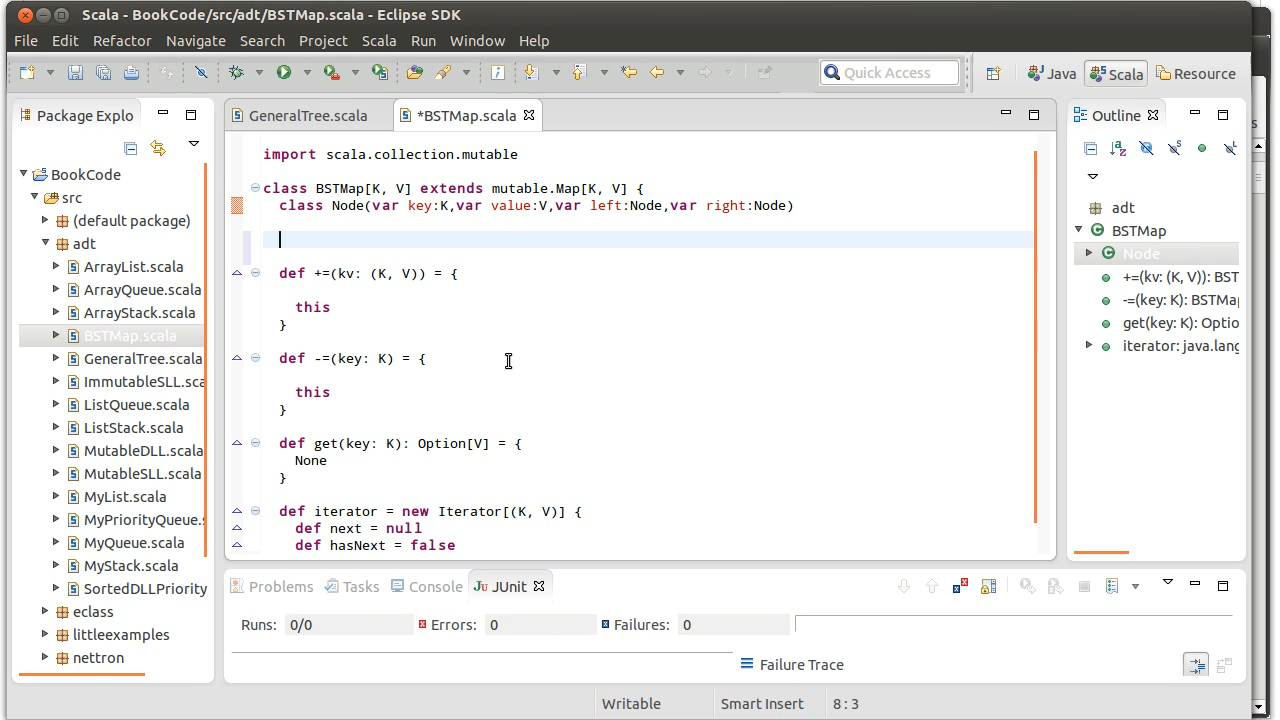 Scala - BookCode/src/adt/BSTMap.scala - Eclipse SDK
File Edit Refactor Navigate Search Project Scala Run Window Help
Quick Access
Java
Scala
Resource
Package Explo
GeneralTree.scala
*BSTMap.scala
Outline
BookCode
src
(default package)
adt
ArrayList.scala
ArrayQueue.scala
ArrayStack.scala
BSTMap.scala
GeneralTree.scala
ImmutableSLL.sca
ListQueue.scala
ListStack.scala
MutableDLL.scala
MutableSLL.scala
MyList.scala
MyPriorityQueue.s
MyQueue.scala
MyStack.scala
SortedDLLPriority
eclass
littleexamples
nettron
import scala.collection.mutable
class BSTMap[K, V] extends mutable.Map[K, V] {
class Node(var key:K,var value:V,var left:Node,var right:Node)
def +=(kv: (K, V)) = {
this
}
def -=(key: K) = {
this
}
def get(key: K): Option[V] = {
None
}
def iterator = new Iterator[(K, V)] {
def next = null
def hasNext = false
adt
BSTMap
Node
+=(kv: (K, V)): BST
-=(key: K): BSTMa
get(key: K): Optio
iterator: java.lang
Problems
Tasks
Console
JUnit
Runs: 0/0
Errors: 0
Failures: 0
Failure Trace
Writable
Smart Insert
8 : 3